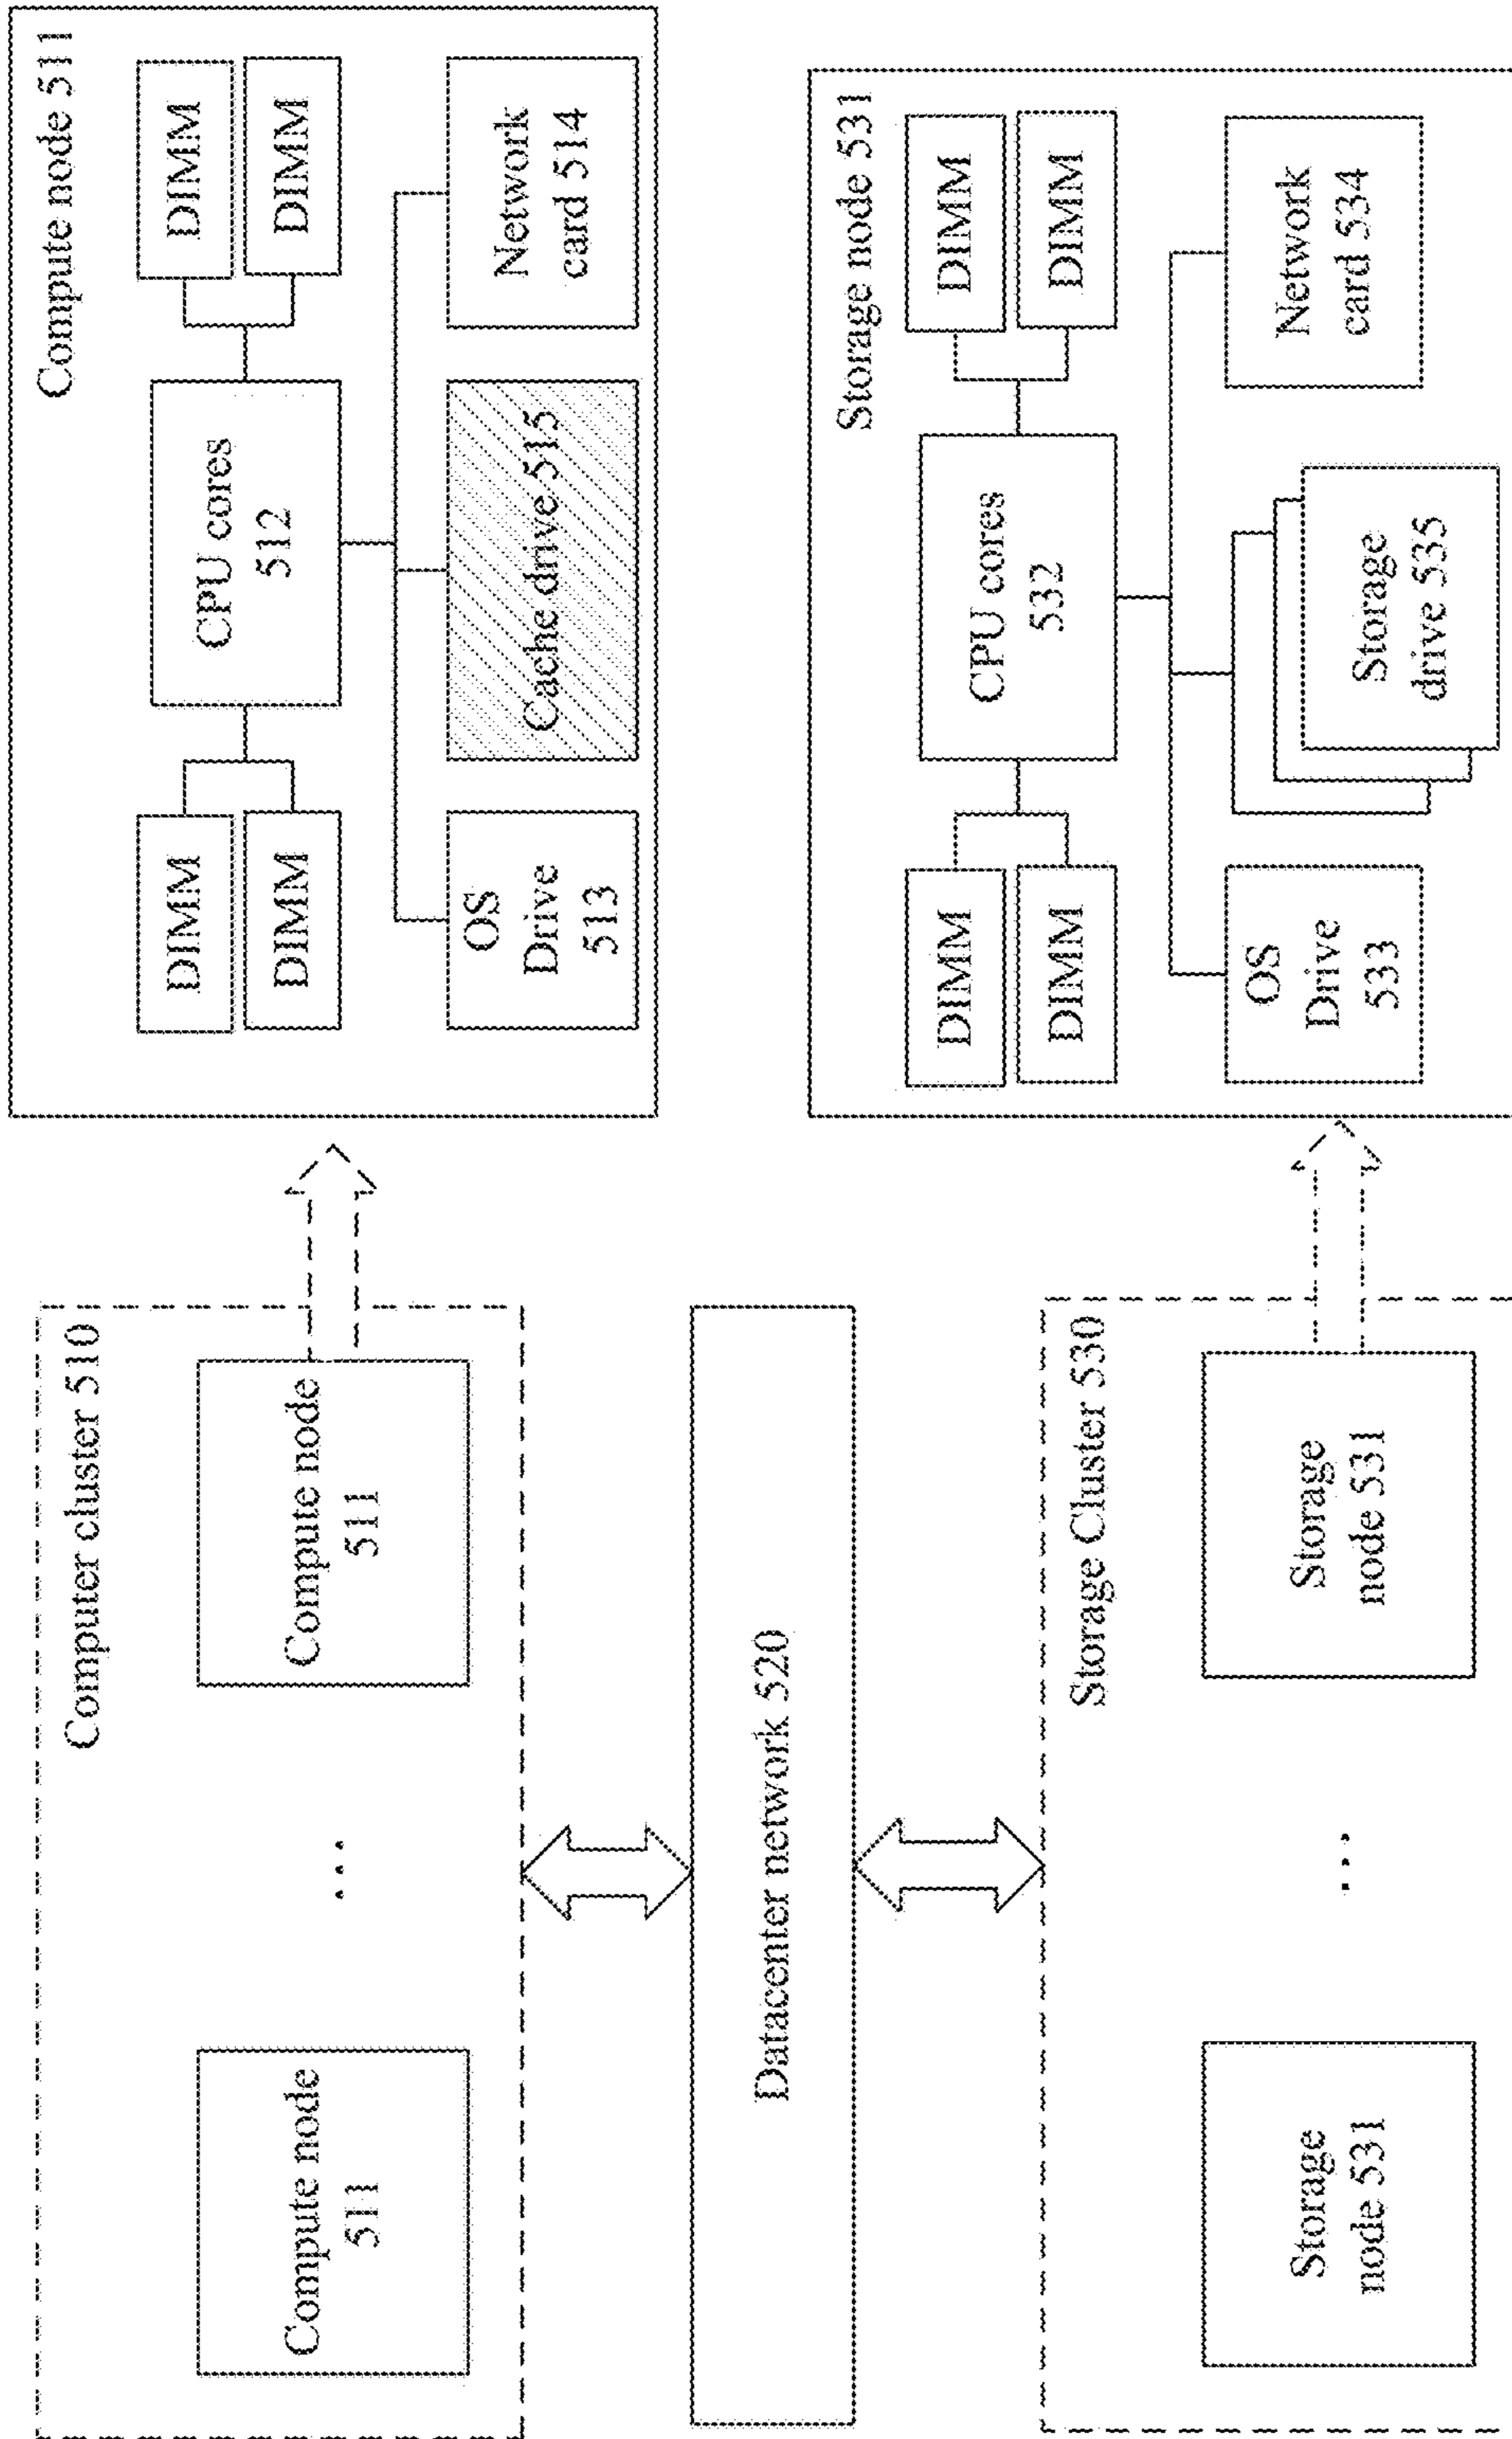 Computer cluster 510
Compute node
511
...
Compute node
511
Datacenter network 520
Storage Cluster 530
Storage
node 531
...
Storage
node 531
Compute node 511
DIMM
DIMM
CPU cores
512
DIMM
DIMM
OS
Drive
513
Cache drive 515
Network
card 514
Storage node 531
DIMM
DIMM
CPU cores
532
DIMM
DIMM
OS
Drive
533
Storage
drive 535
Network
card 534